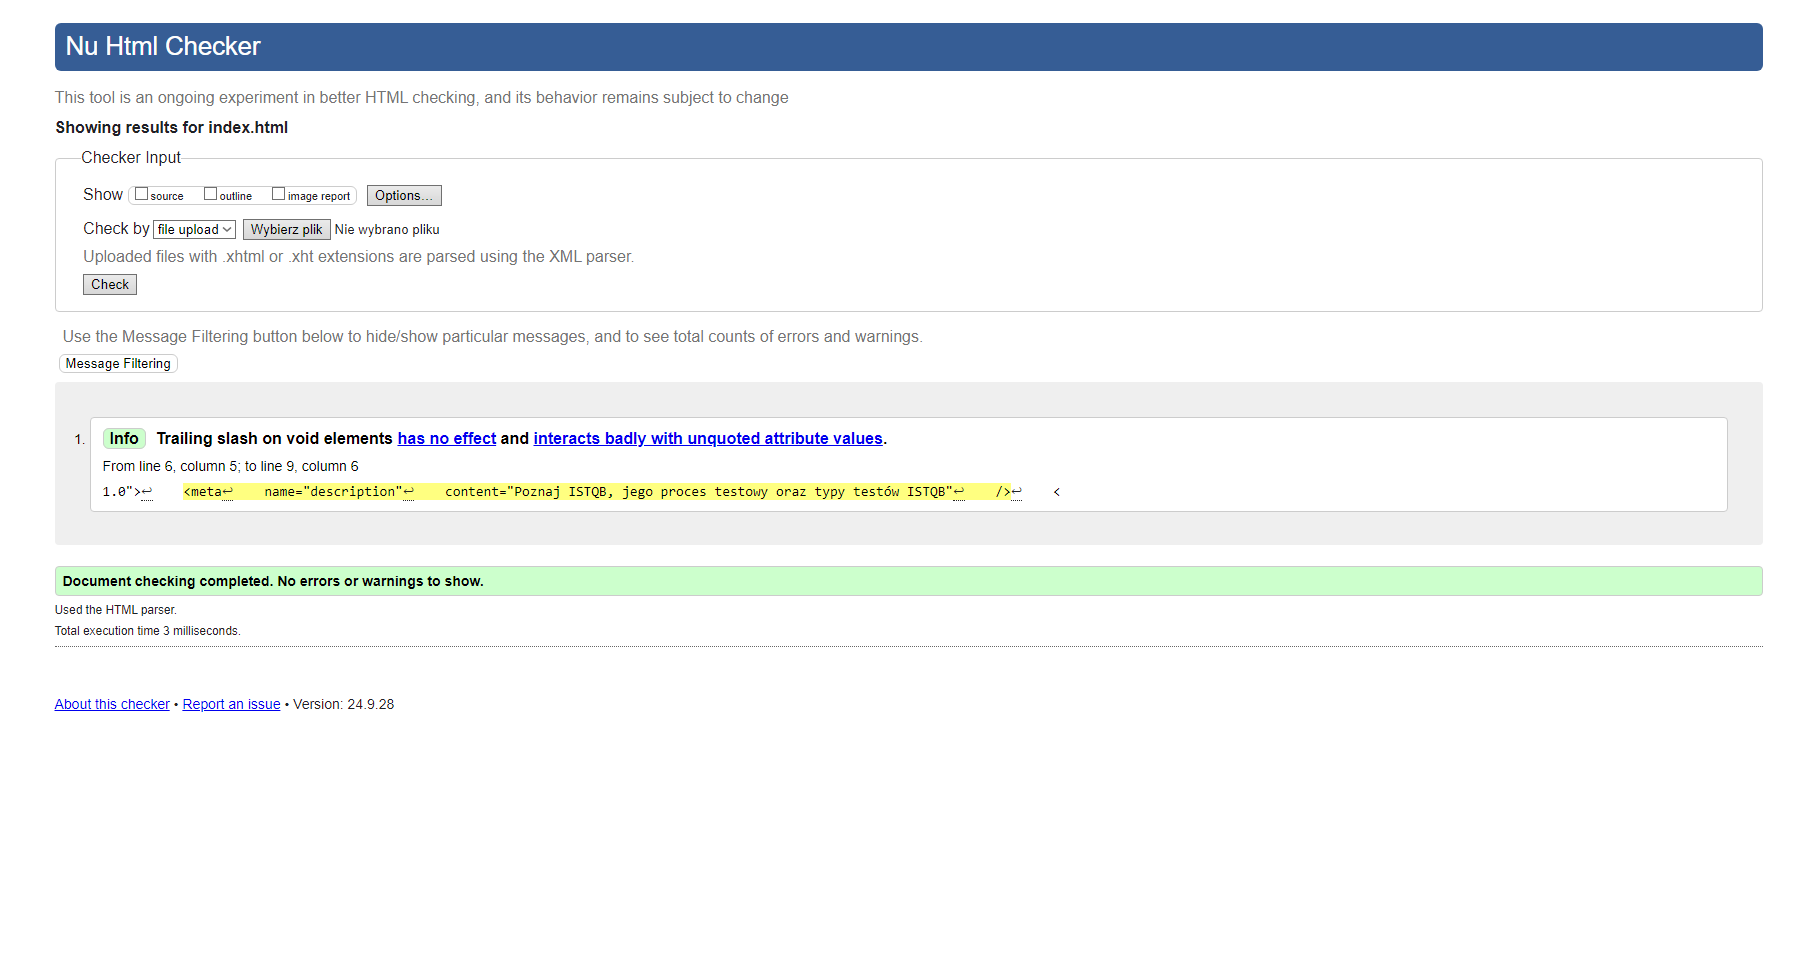 Nu Html Checker
This tool is an ongoing experiment in better HTML checking, and its behavior remains subject to change
Showing results for index.html
Checker Input
Show source outline image report Options...
Check by file upload Wybierz plik Nie wybrano pliku
Uploaded files with .xhtml or .xht extensions are parsed using the XML parser.
Check
Use the Message Filtering button below to hide/show particular messages, and to see total counts of errors and warnings.
Message Filtering
1. Info Trailing slash on void elements has no effect and interacts badly with unquoted attribute values.
From line 6, column 5; to line 9, column 6
1.0">↩    <meta↩    name="description"↩    content="Poznaj ISTQB, jego proces testowy oraz typy testów ISTQB"↩    />↩    <
Document checking completed. No errors or warnings to show.
Used the HTML parser.
Total execution time 3 milliseconds.
About this checker • Report an issue • Version: 24.9.28